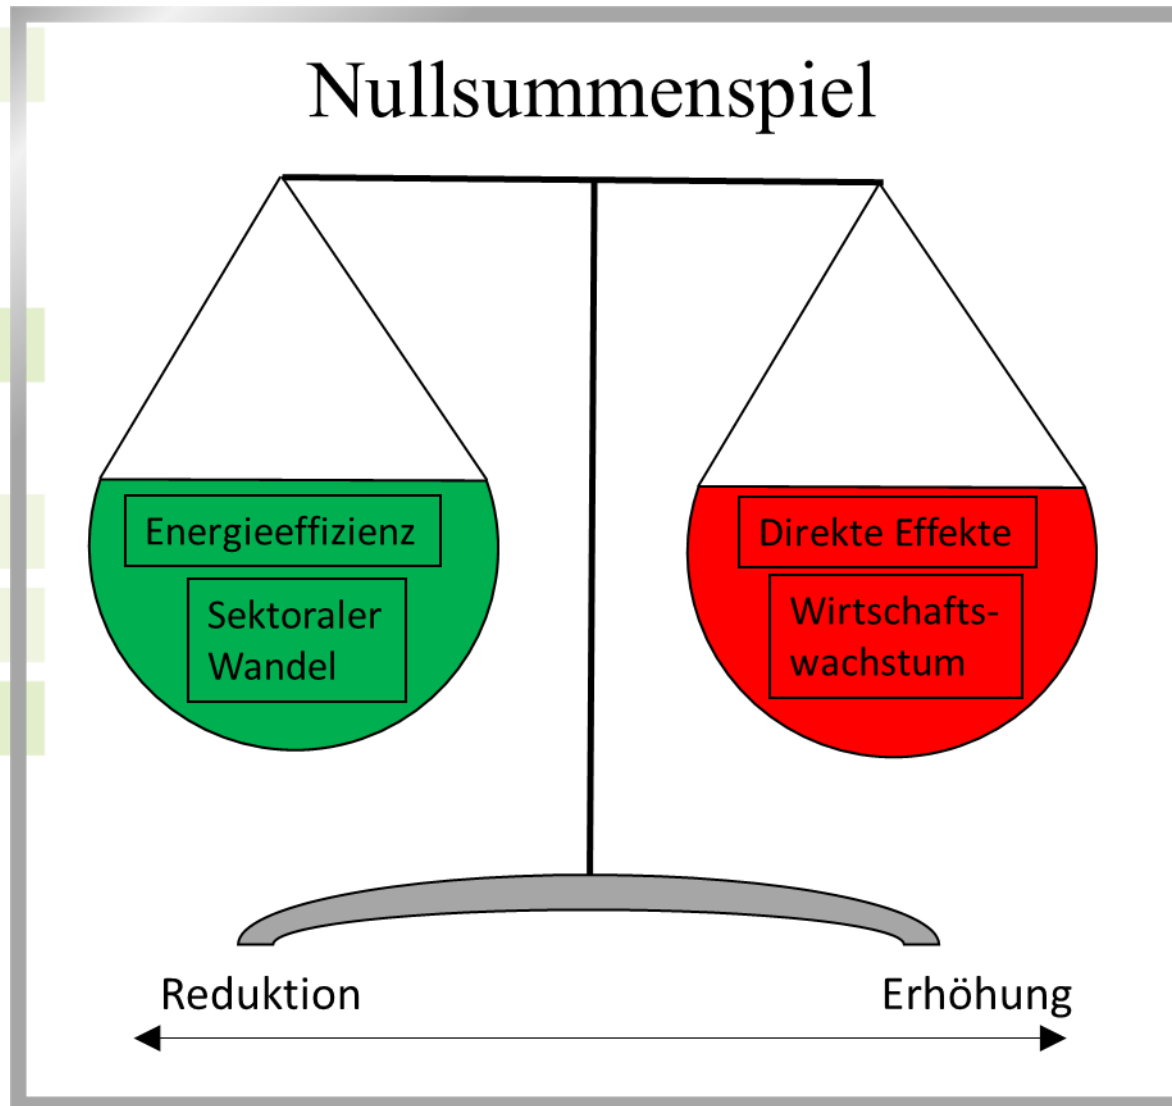 Nullsummenspiel
Energieeffizienz
Sektoraler
Wandel
Direkte Effekte
Wirtschafts-
wachstum
Reduktion
Erhöhung